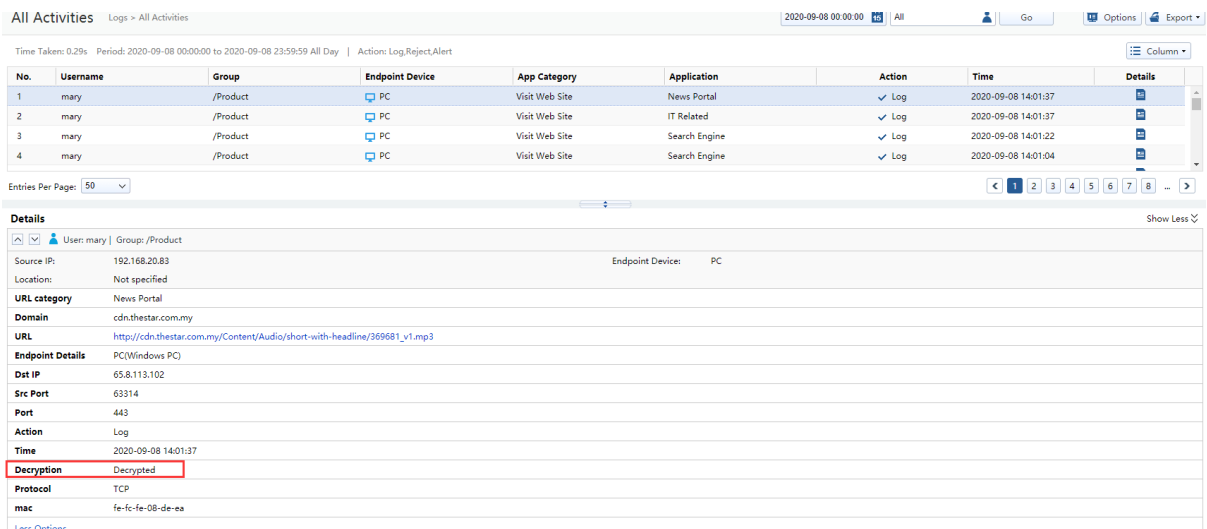 All Activities Logs > All Activities 2020-09-08 00:00:00 15 All Go Options Export
Time Taken: 0.29s Period: 2020-09-08 00:00:00 to 2020-09-08 23:59:59 All Day | Action: Log,Reject,Alert Column
No. Username Group Endpoint Device App Category Application Action Time Details
1 mary /Product PC Visit Web Site News Portal Log 2020-09-08 14:01:37
2 mary /Product PC Visit Web Site IT Related Log 2020-09-08 14:01:37
3 mary /Product PC Visit Web Site Search Engine Log 2020-09-08 14:01:22
4 mary /Product PC Visit Web Site Search Engine Log 2020-09-08 14:01:04
Entries Per Page: 50 < 1 2 3 4 5 6 7 8 ... >
Details Show Less
User: mary | Group: /Product
Source IP: 192.168.20.83 Endpoint Device: PC
Location: Not specified
URL category News Portal
Domain cdn.thestar.com.my
URL http://cdn.thestar.com.my/Content/Audio/short-with-headline/369681_v1.mp3
Endpoint Details PC(Windows PC)
Dst IP 65.8.113.102
Src Port 63314
Port 443
Action Log
Time 2020-09-08 14:01:37
Decryption Decrypted
Protocol TCP
mac fe-fc-fe-08-de-ea
Less Options